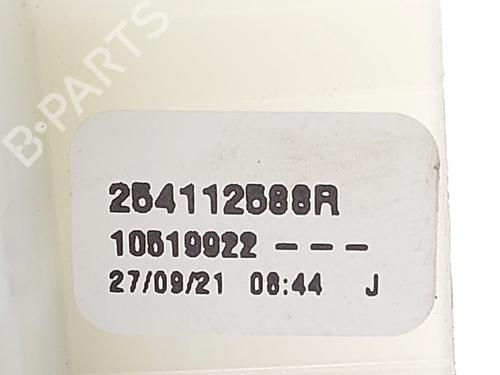 B-PARTS
254112588R
10519922 ---
27/09/21 08:44 J